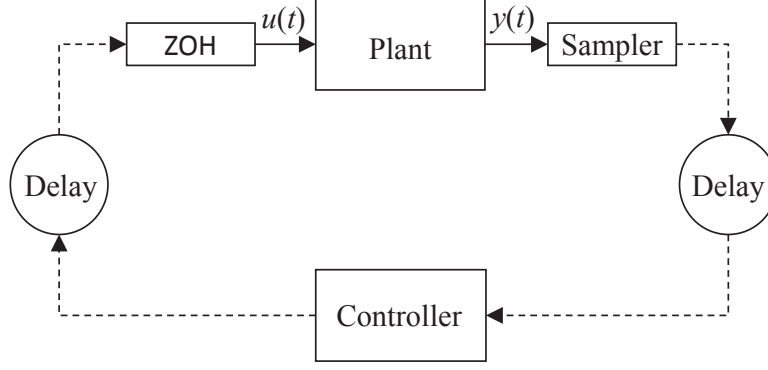 ZOH
u(t)
Plant
y(t)
Sampler
Delay
Delay
Controller